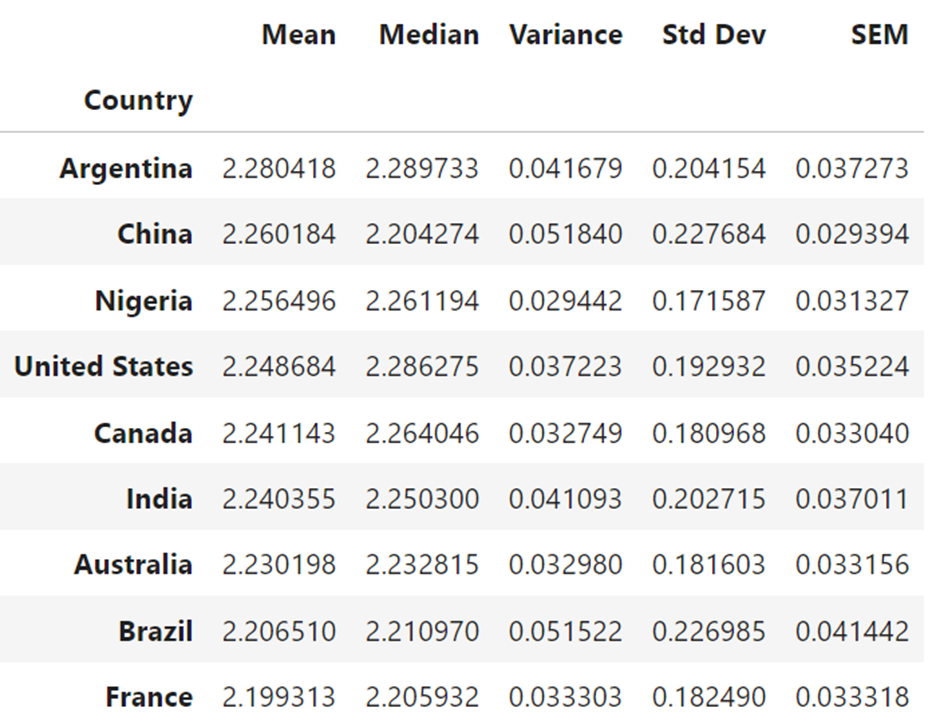 Mean Median Variance Std Dev SEM
Country
Argentina 2.280418 2.289733 0.041679 0.204154 0.037273
China 2.260184 2.204274 0.051840 0.227684 0.029394
Nigeria 2.256496 2.261194 0.029442 0.171587 0.031327
United States 2.248684 2.286275 0.037223 0.192932 0.035224
Canada 2.241143 2.264046 0.032749 0.180968 0.033040
India 2.240355 2.250300 0.041093 0.202715 0.037011
Australia 2.230198 2.232815 0.032980 0.181603 0.033156
Brazil 2.206510 2.210970 0.051522 0.226985 0.041442
France 2.199313 2.205932 0.033303 0.182490 0.033318